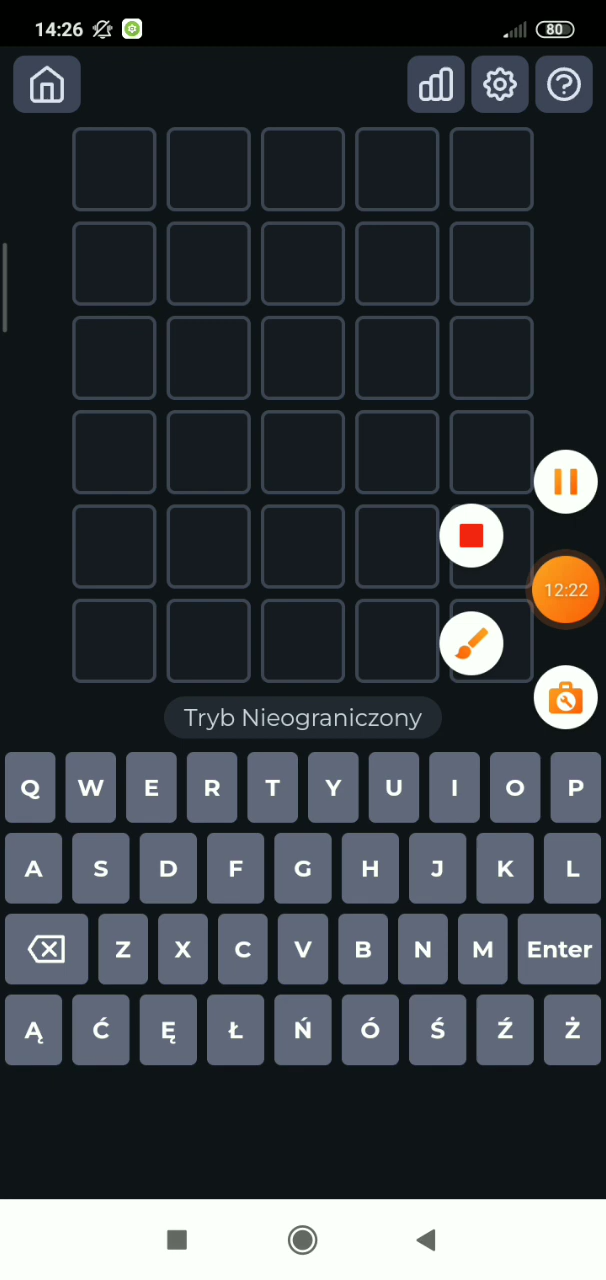 14:26
80
12:22
Tryb Nieograniczony
Q W E R T Y U I O P
A S D F G H J K L
Z X C V B N M Enter
Ą Ć Ę Ł Ń Ó Ś Ź Ż